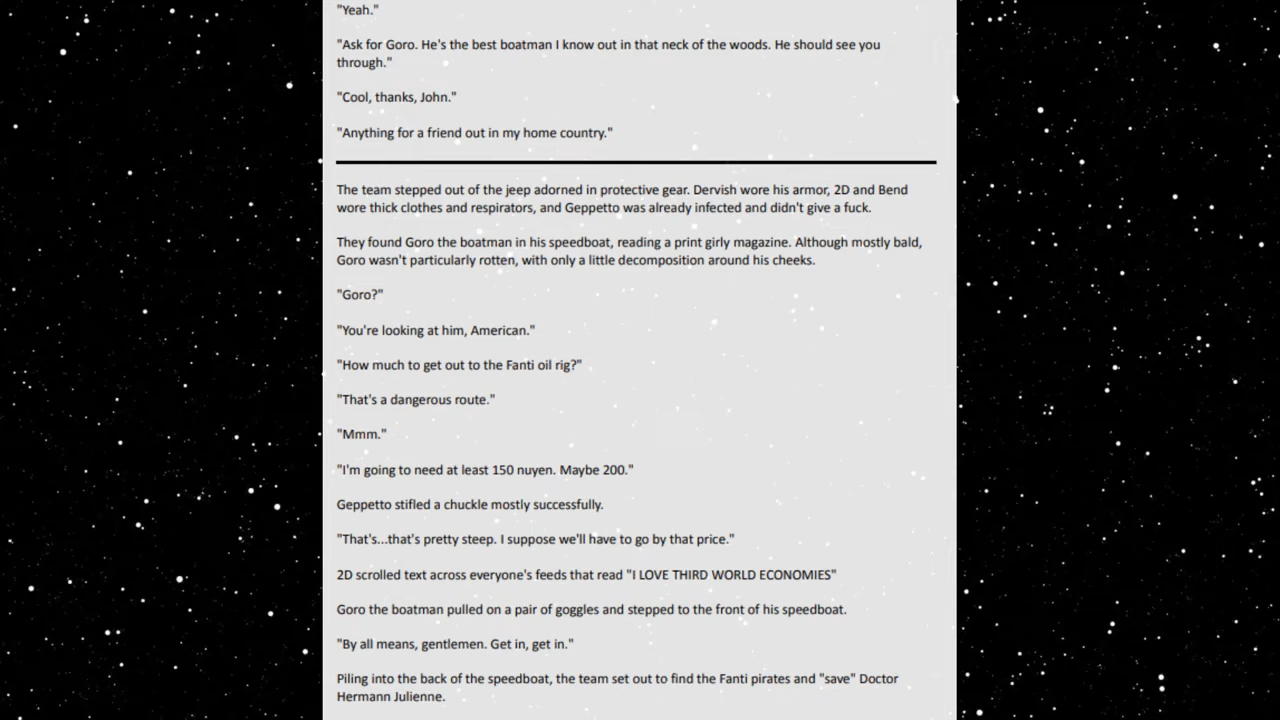 "Yeah."
"Ask for Goro. He's the best boatman I know out in that neck of the woods. He should see you
through."
"Cool, thanks, John."
"Anything for a friend out in my home country."
The team stepped out of the jeep adorned in protective gear. Dervish wore his armor, 2D and Bend
wore thick clothes and respirators, and Geppetto was already infected and didn't give a fuck.
They found Goro the boatman in his speedboat, reading a print girly magazine. Although mostly bald,
Goro wasn't particularly rotten, with only a little decomposition around his cheeks.
"Goro?"
"You're looking at him, American."
"How much to get out to the Fanti oil rig?"
"That's a dangerous route."
"Mmm."
"I'm going to need at least 150 nuyen. Maybe 200."
Geppetto stifled a chuckle mostly successfully.
"That's...that's pretty steep. I suppose we'll have to go by that price."
2D scrolled text across everyone's feeds that read "I LOVE THIRD WORLD ECONOMIES"
Goro the boatman pulled on a pair of goggles and stepped to the front of his speedboat.
"By all means, gentlemen. Get in, get in."
Piling into the back of the speedboat, the team set out to find the Fanti pirates and "save" Doctor
Hermann Julienne.